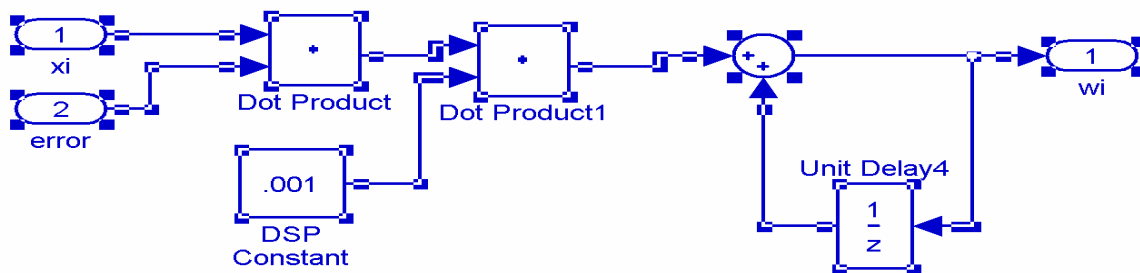 1
xi
2
error
Dot Product
.001
DSP
Constant
Dot Product1
+
+
Unit Delay4
1
z
1
wi